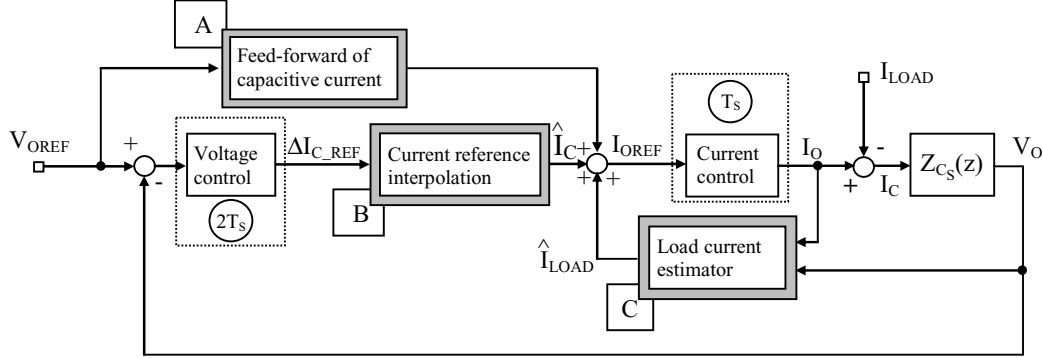 A
Feed-forward of
capacitive current
I_LOAD
T_S
V_OREF
+
-
Voltage
control
2T_S
ΔI_C_REF
Current reference
interpolation
B
Î_C
+
+
+
I_OREF
Current
control
I_O
+
-
I_C
Z_C_S(z)
V_O
Î_LOAD
Load current
estimator
C